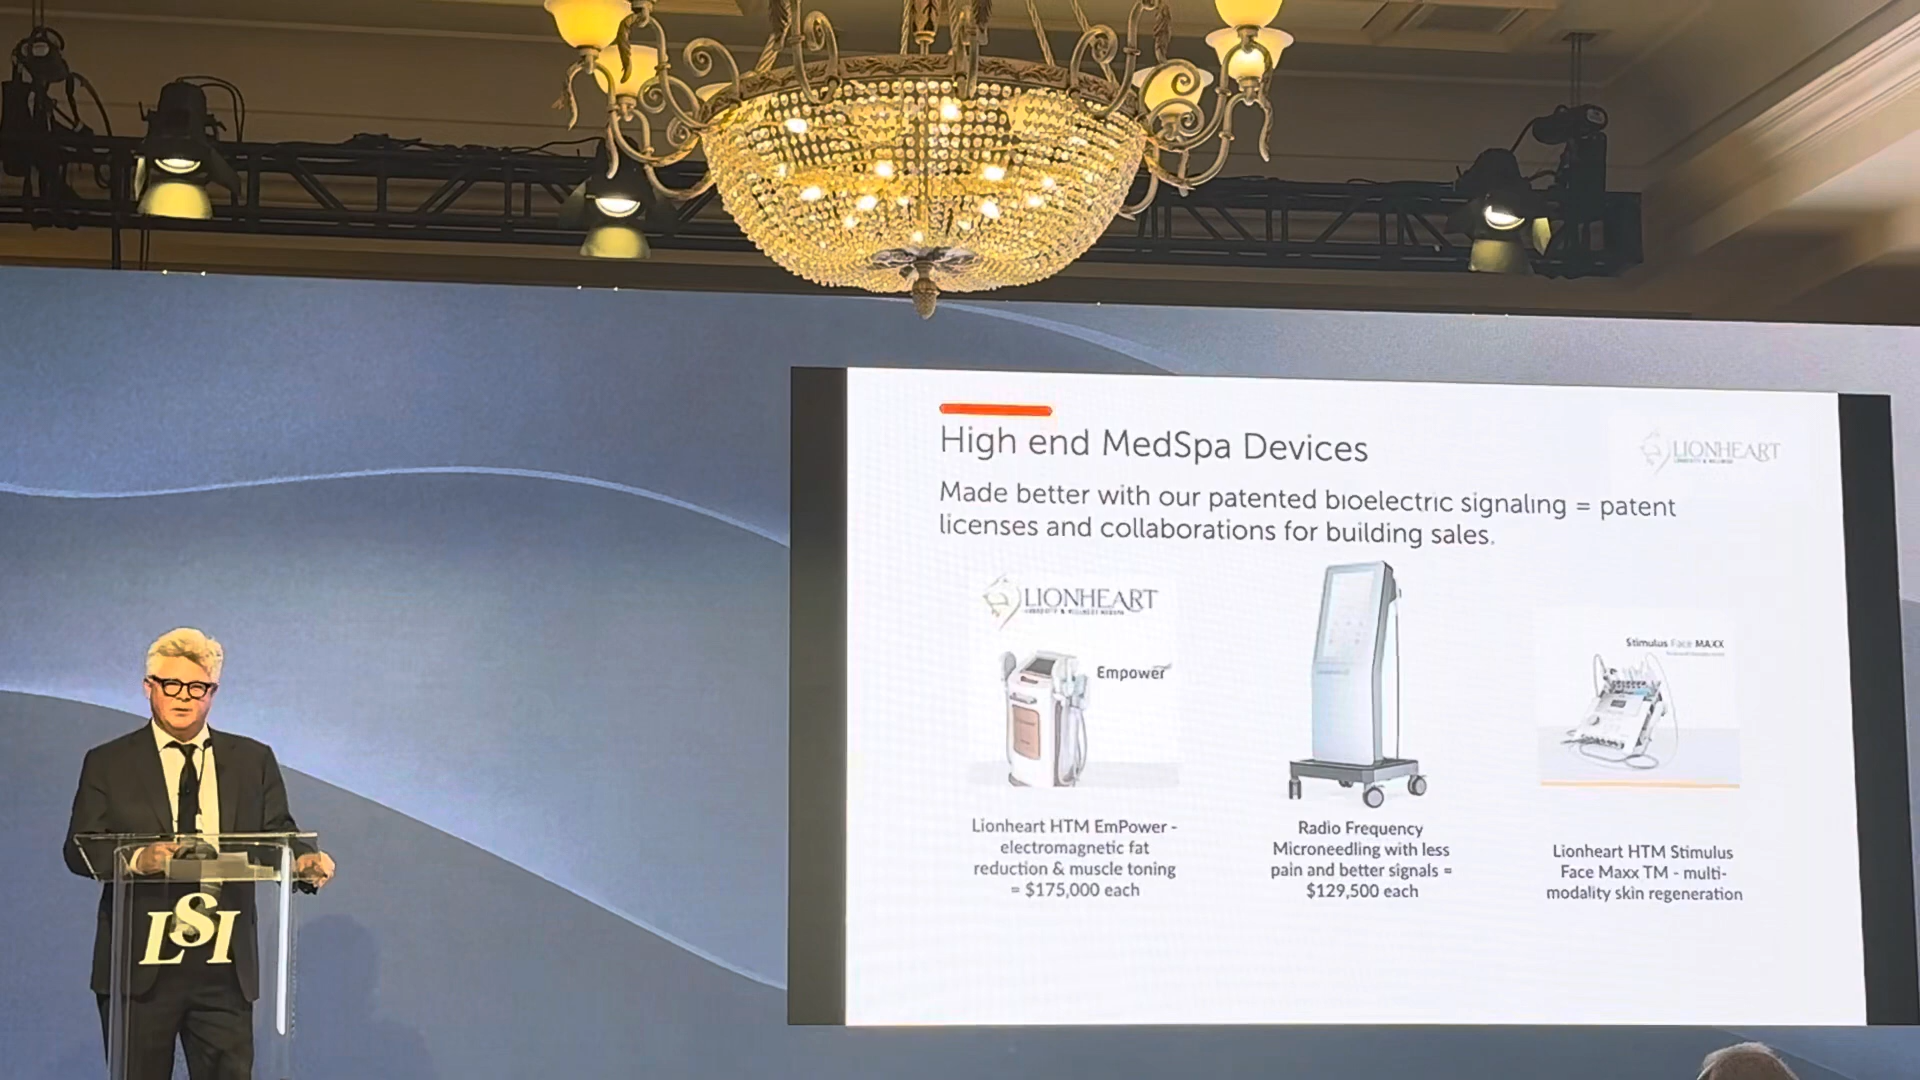 High end MedSpa Devices
LIONHEART
Made better with our patented bioelectric signaling = patent
licenses and collaborations for building sales.
LIONHEART
Empower
Stimulus Face MAXX
Lionheart HTM EmPower -
electromagnetic fat
reduction & muscle toning
= $175,000 each
Radio Frequency
Microneedling with less
pain and better signals =
$129,500 each
Lionheart HTM Stimulus
Face Maxx TM - multi-
modality skin regeneration
LSI